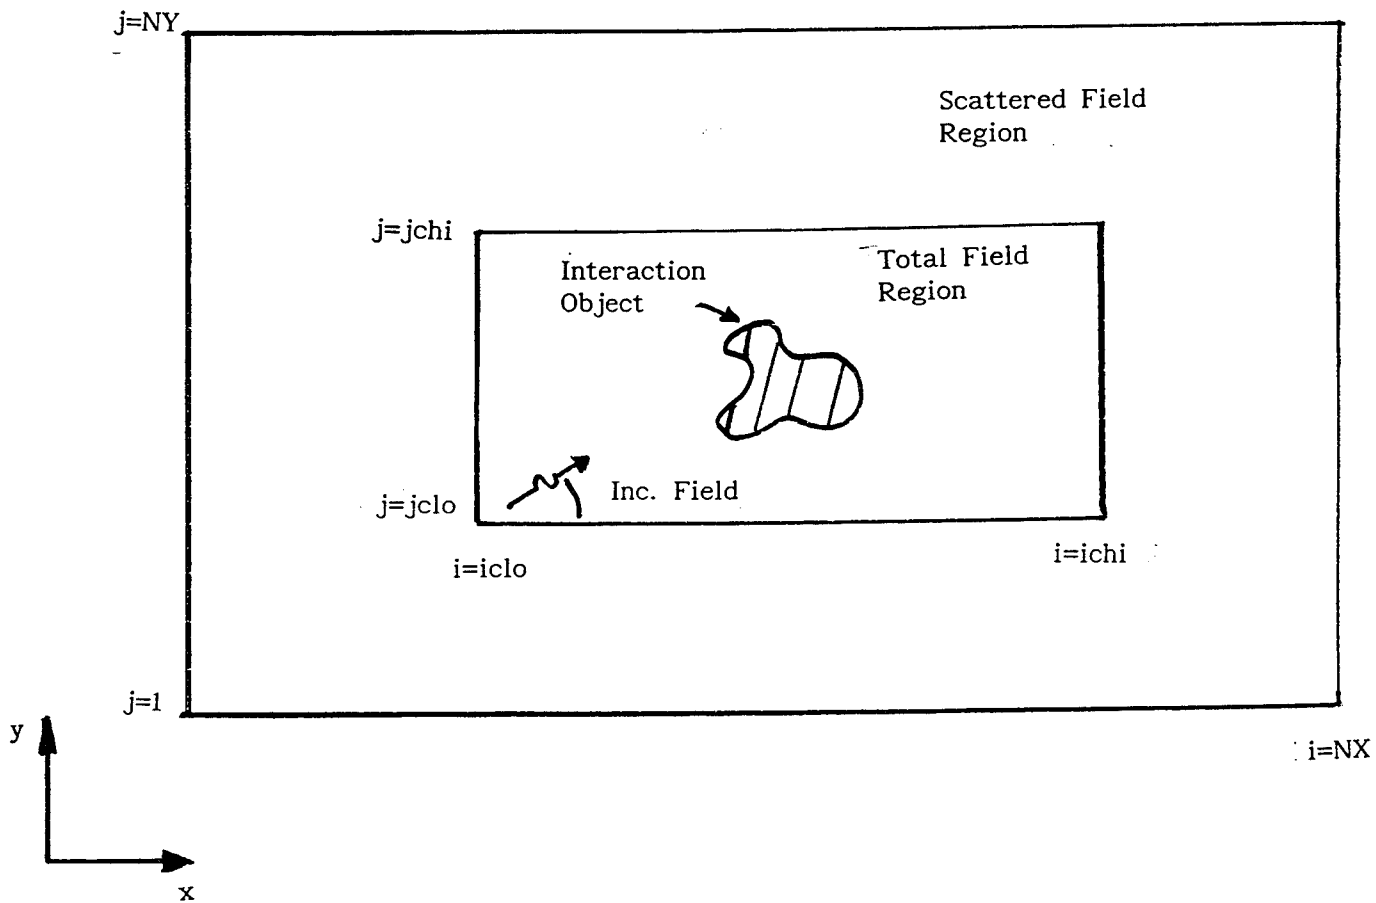 j=NY
Scattered Field
Region
j=jchi
Interaction
Object
Total Field
Region
j=jclo
Inc. Field
i=iclo
i=ichi
j=1
y
i=NX
x